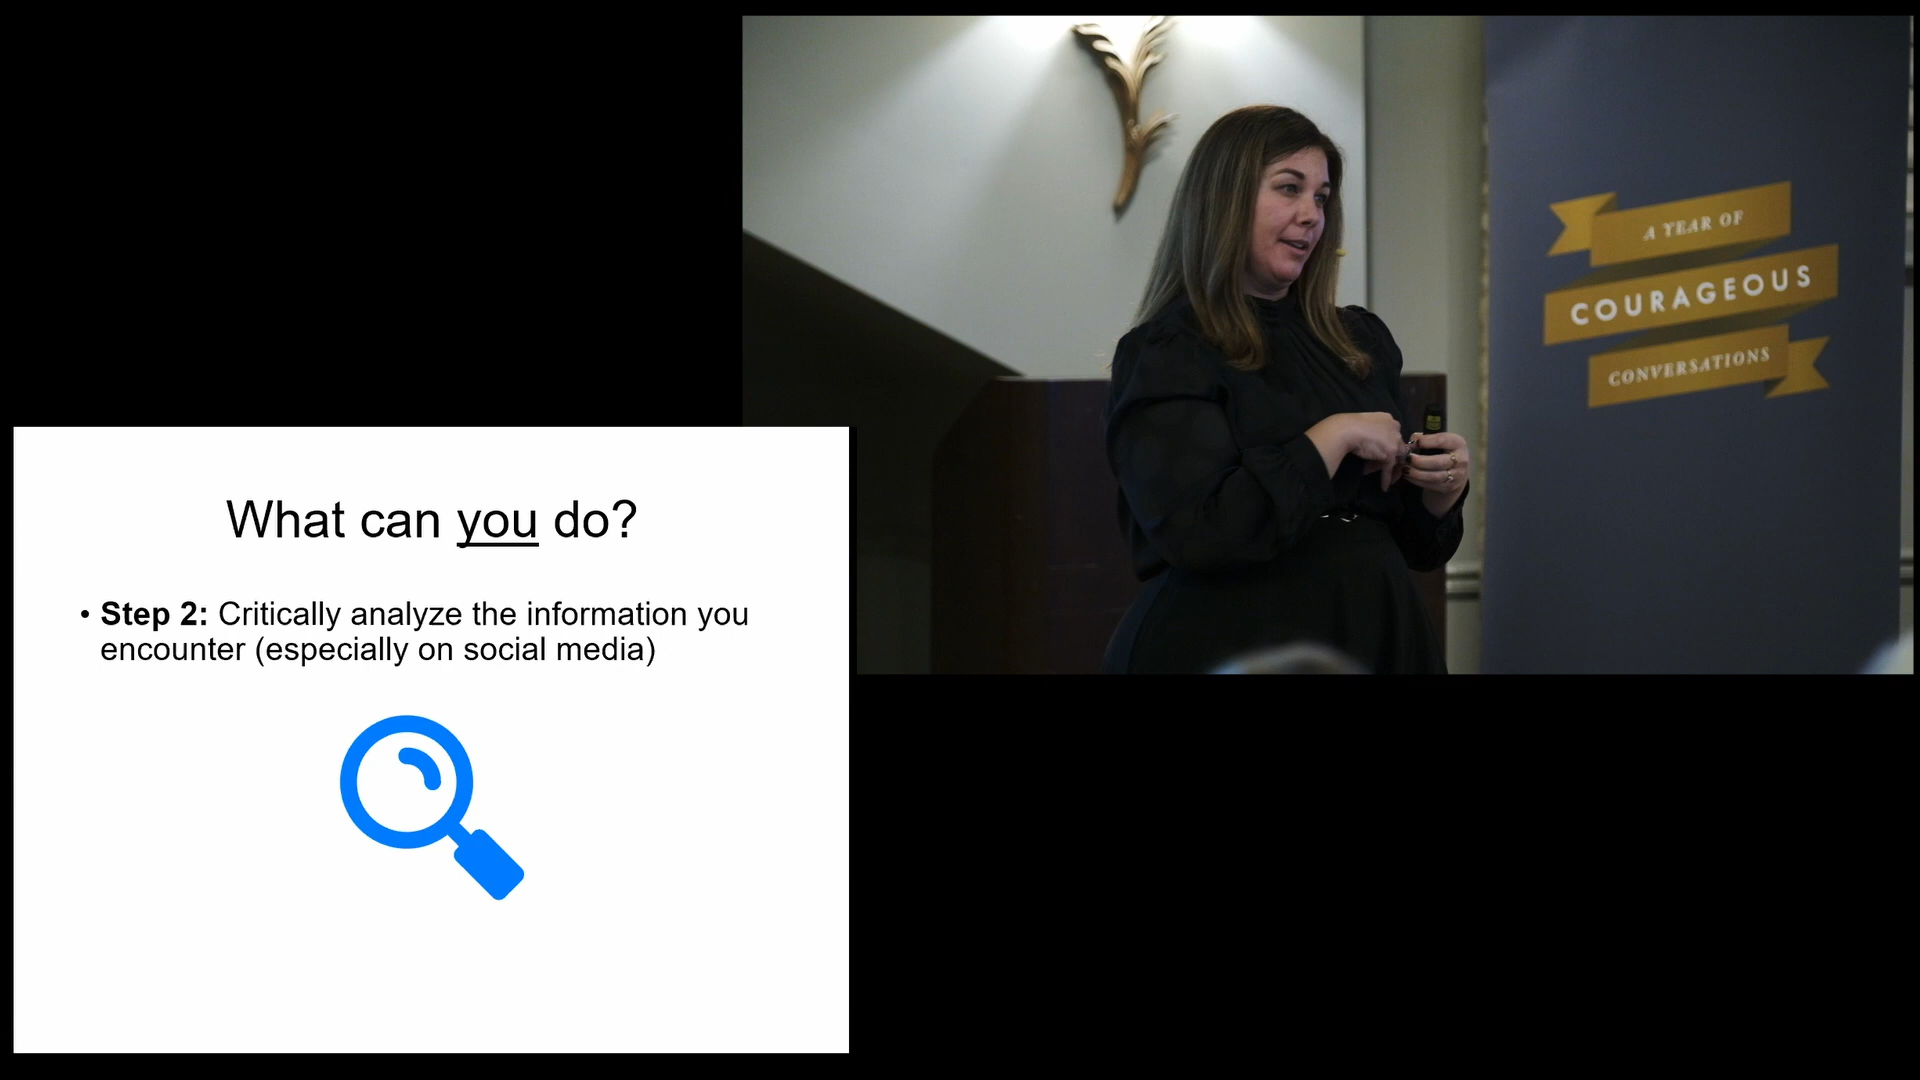 A YEAR OF
COURAGEOUS
CONVERSATIONS
What can you do?
• Step 2: Critically analyze the information you
encounter (especially on social media)